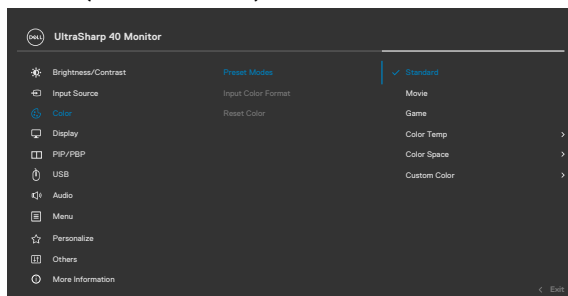 DELL UltraSharp 40 Monitor
Brightness/Contrast Preset Modes ✓ Standard
Input Source Input Color Format Movie
Color Reset Color Game
Display Color Temp >
PIP/PBP Color Space >
USB Custom Color >
Audio
Menu
Personalize
Others
More Information
< Exit